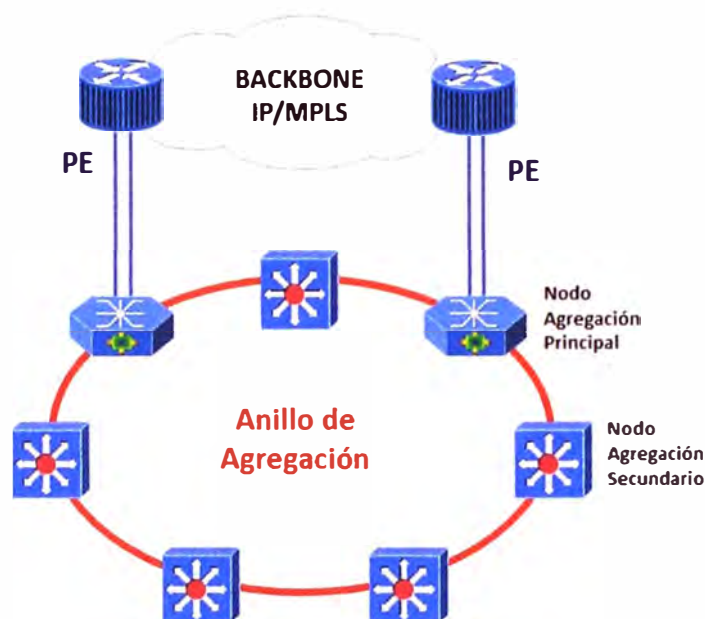 BACKBONE
IP/MPLS
PE
PE
Nodo
Agregación
Principal
Anillo de
Agregación
Nodo
Agregación
Secundario